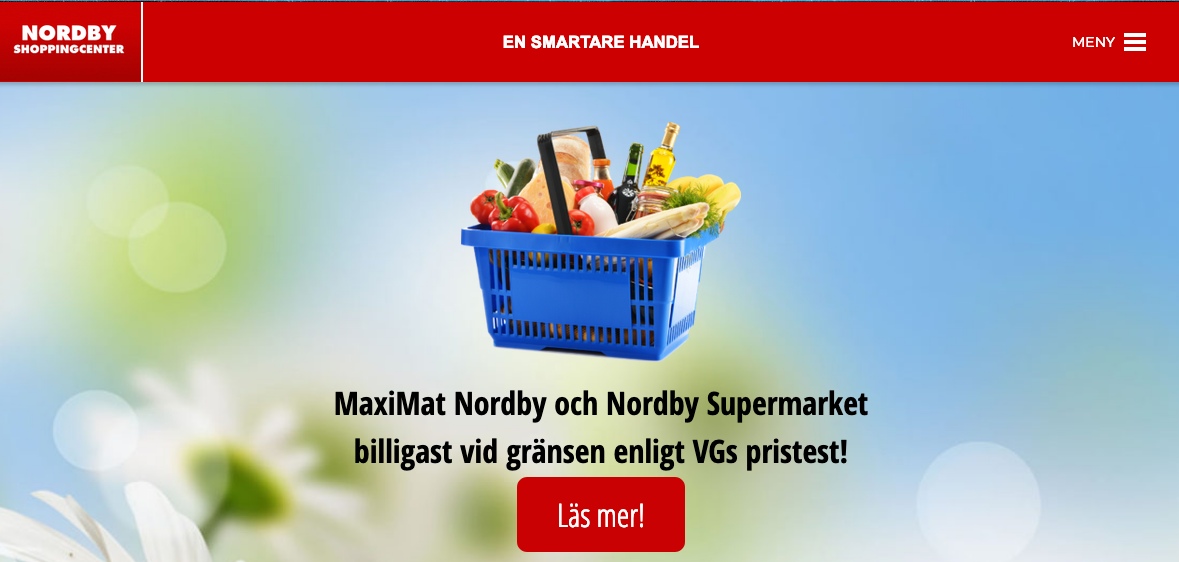 NORDBY
SHOPPINGCENTER
EN SMARTARE HANDEL
MENY
MaxiMat Nordby och Nordby Supermarket
billigast vid gränsen enligt VGs pristest!
Läs mer!